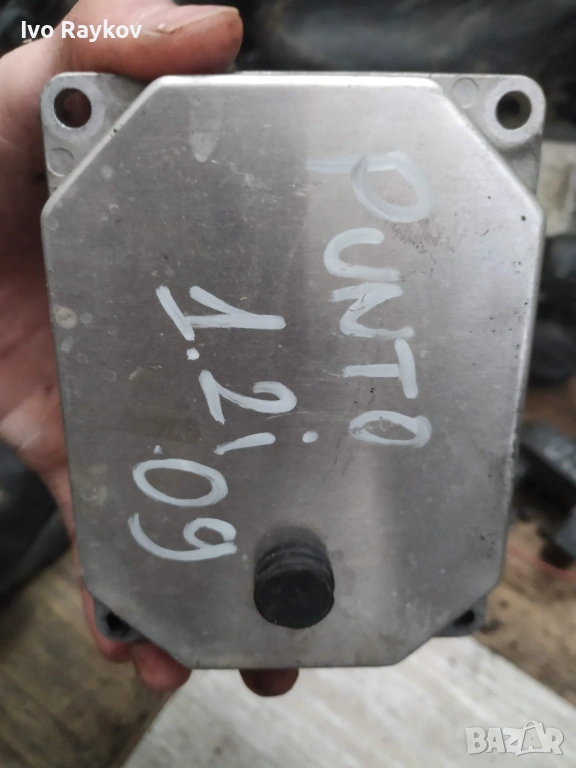 Ivo Raykov
PUNTO
1.2i
09
BAZAR